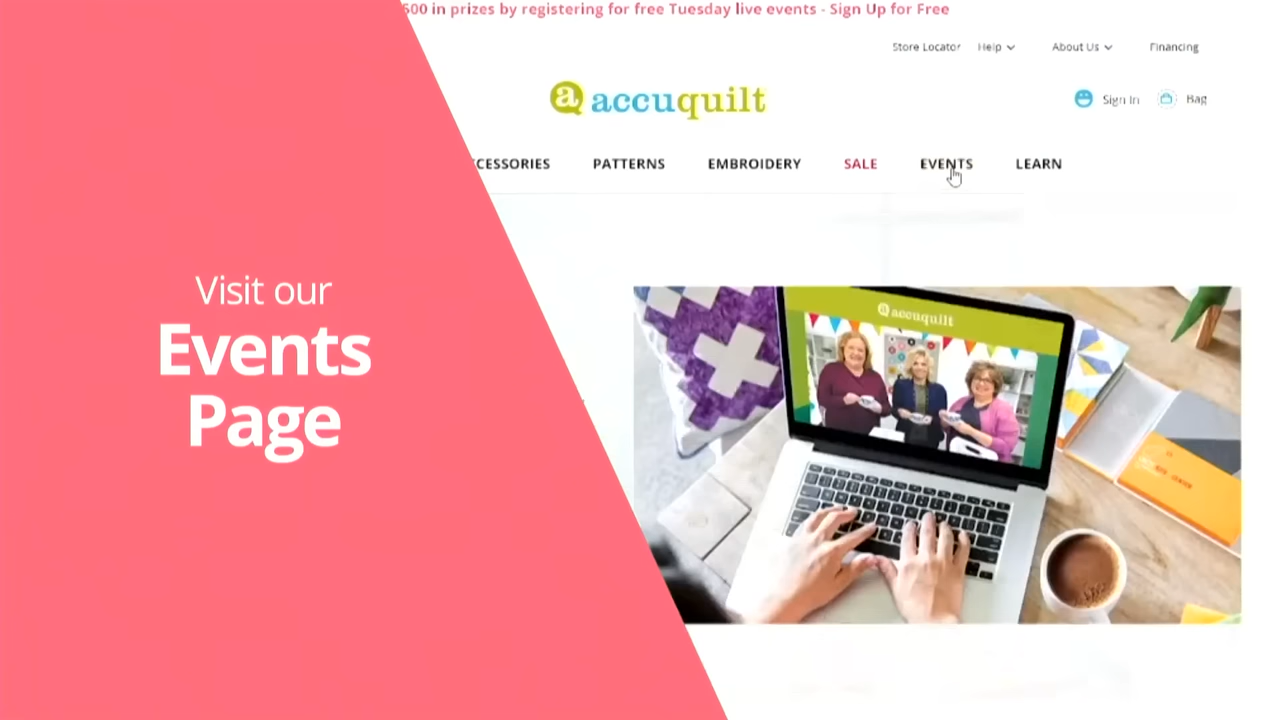 500 in prizes by registering for free Tuesday live events - Sign Up for Free
Store Locator Help About Us Financing
accuquilt
Sign In Bag
CCESSORIES PATTERNS EMBROIDERY SALE EVENTS LEARN
Visit our
Events
Page
accuquilt